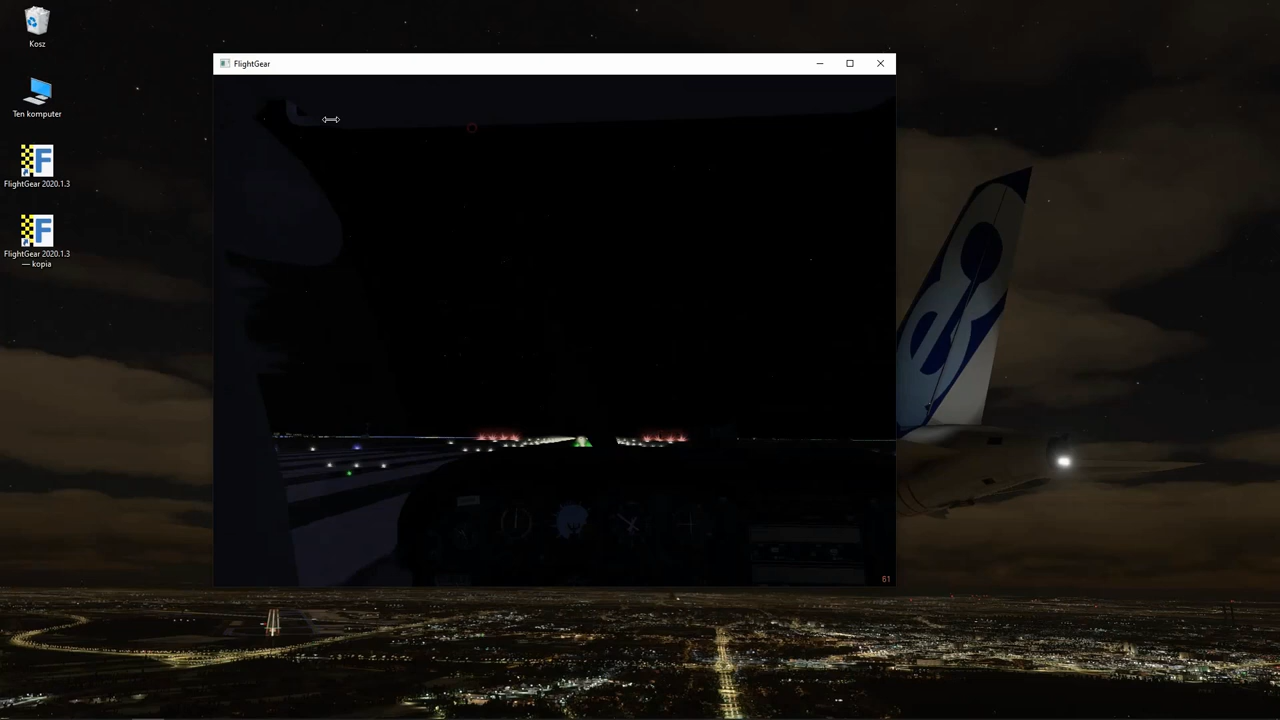 Kosz
Ten komputer
FlightGear 2020.1.3
FlightGear 2020.1.3
— kopia
FlightGear
61